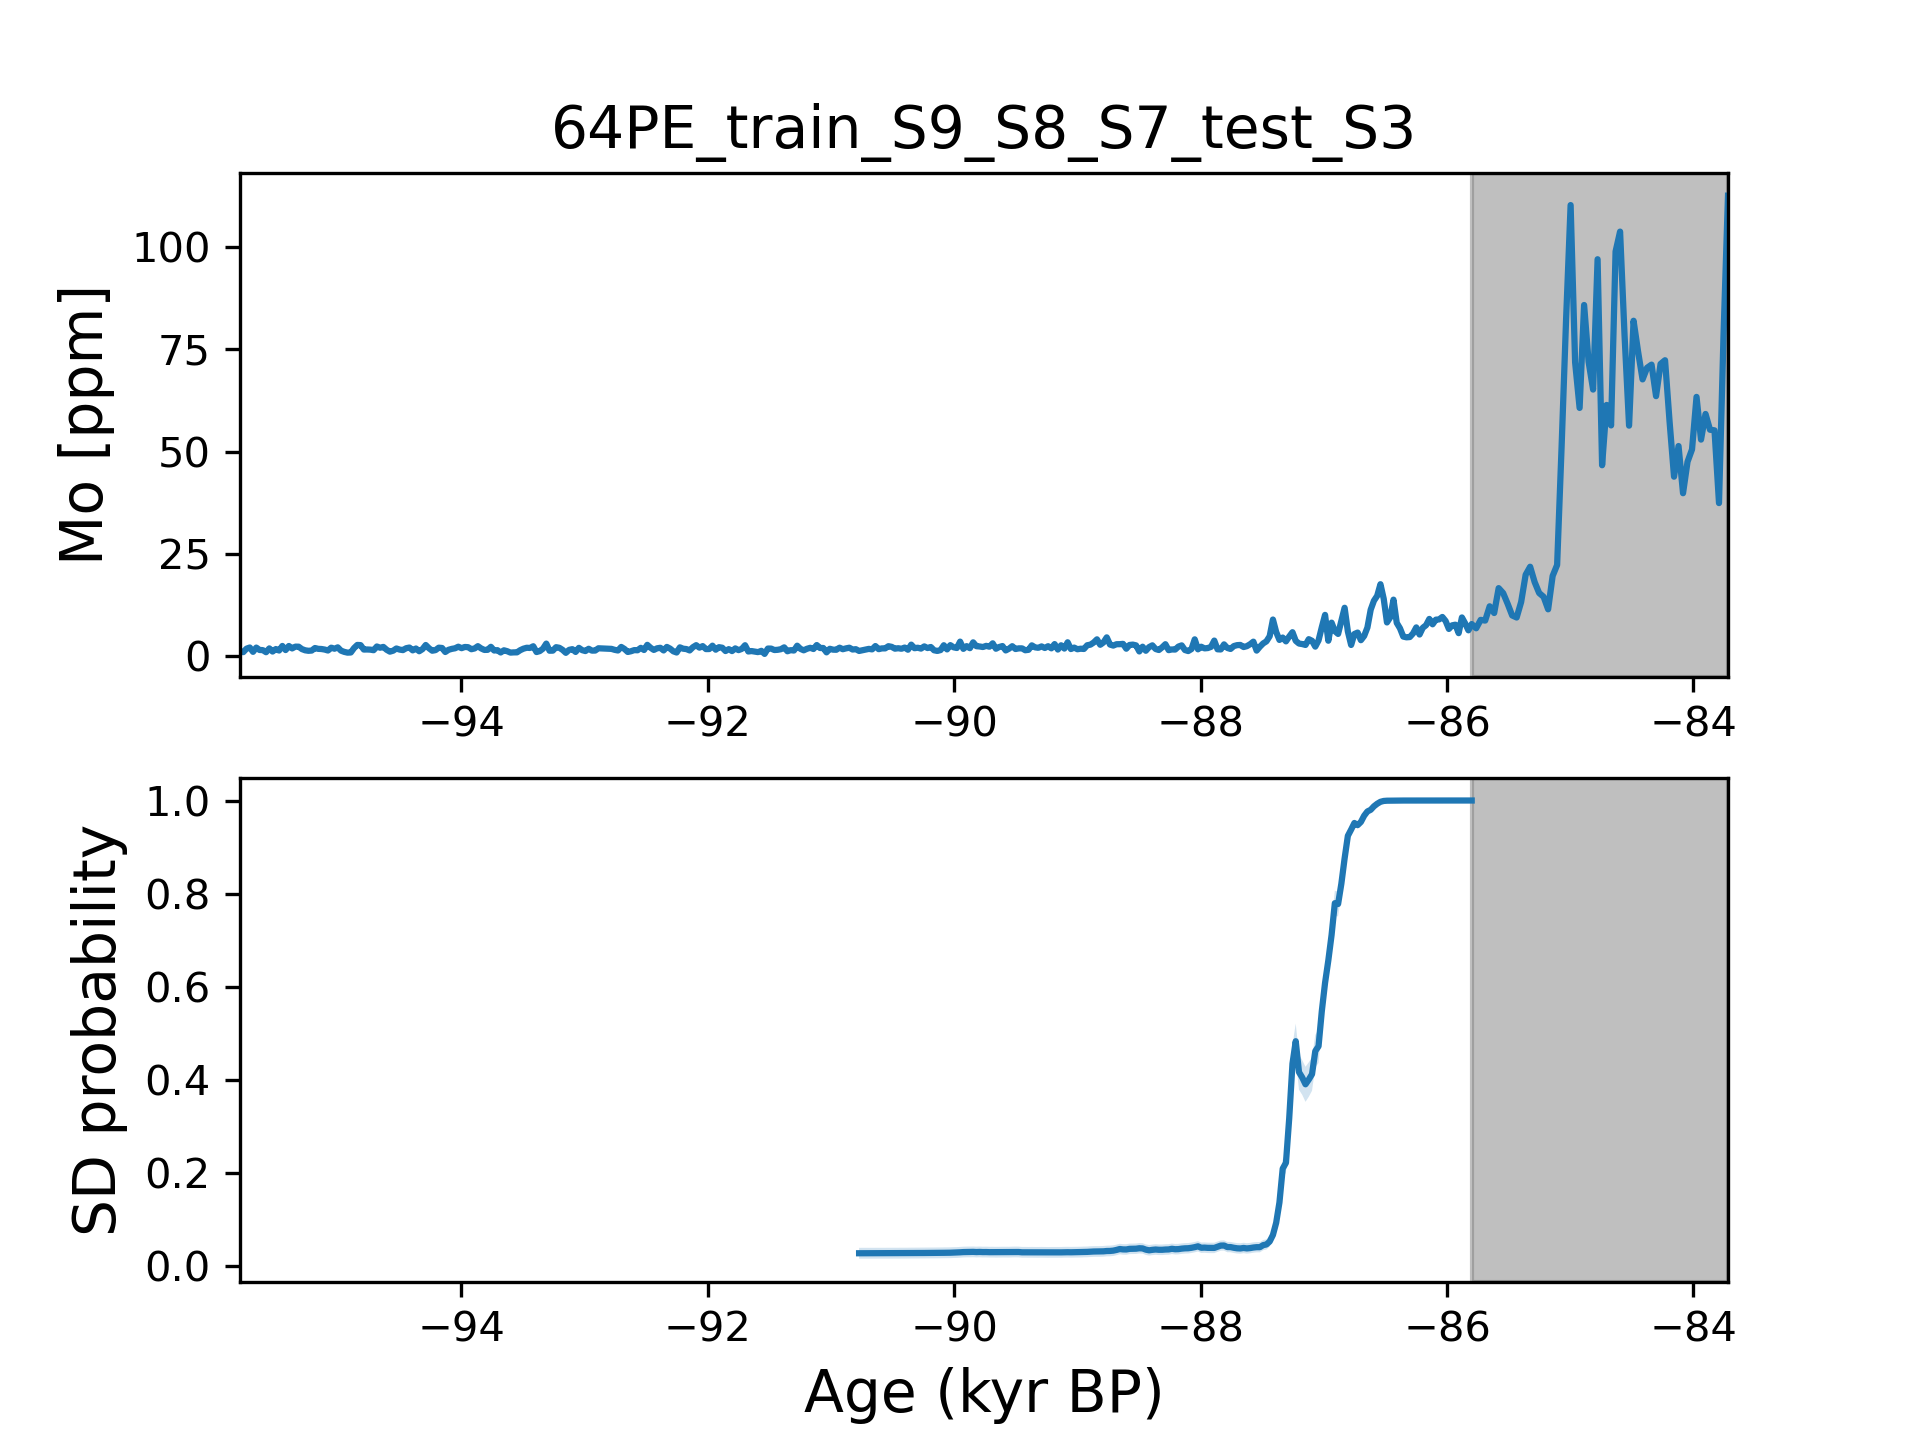 64PE_train_S9_S8_S7_test_S3
Mo [ppm]
100
75
50
25
0
−94 −92 −90 −88 −86 −84
SD probability
1.0
0.8
0.6
0.4
0.2
0.0
−94 −92 −90 −88 −86 −84
Age (kyr BP)